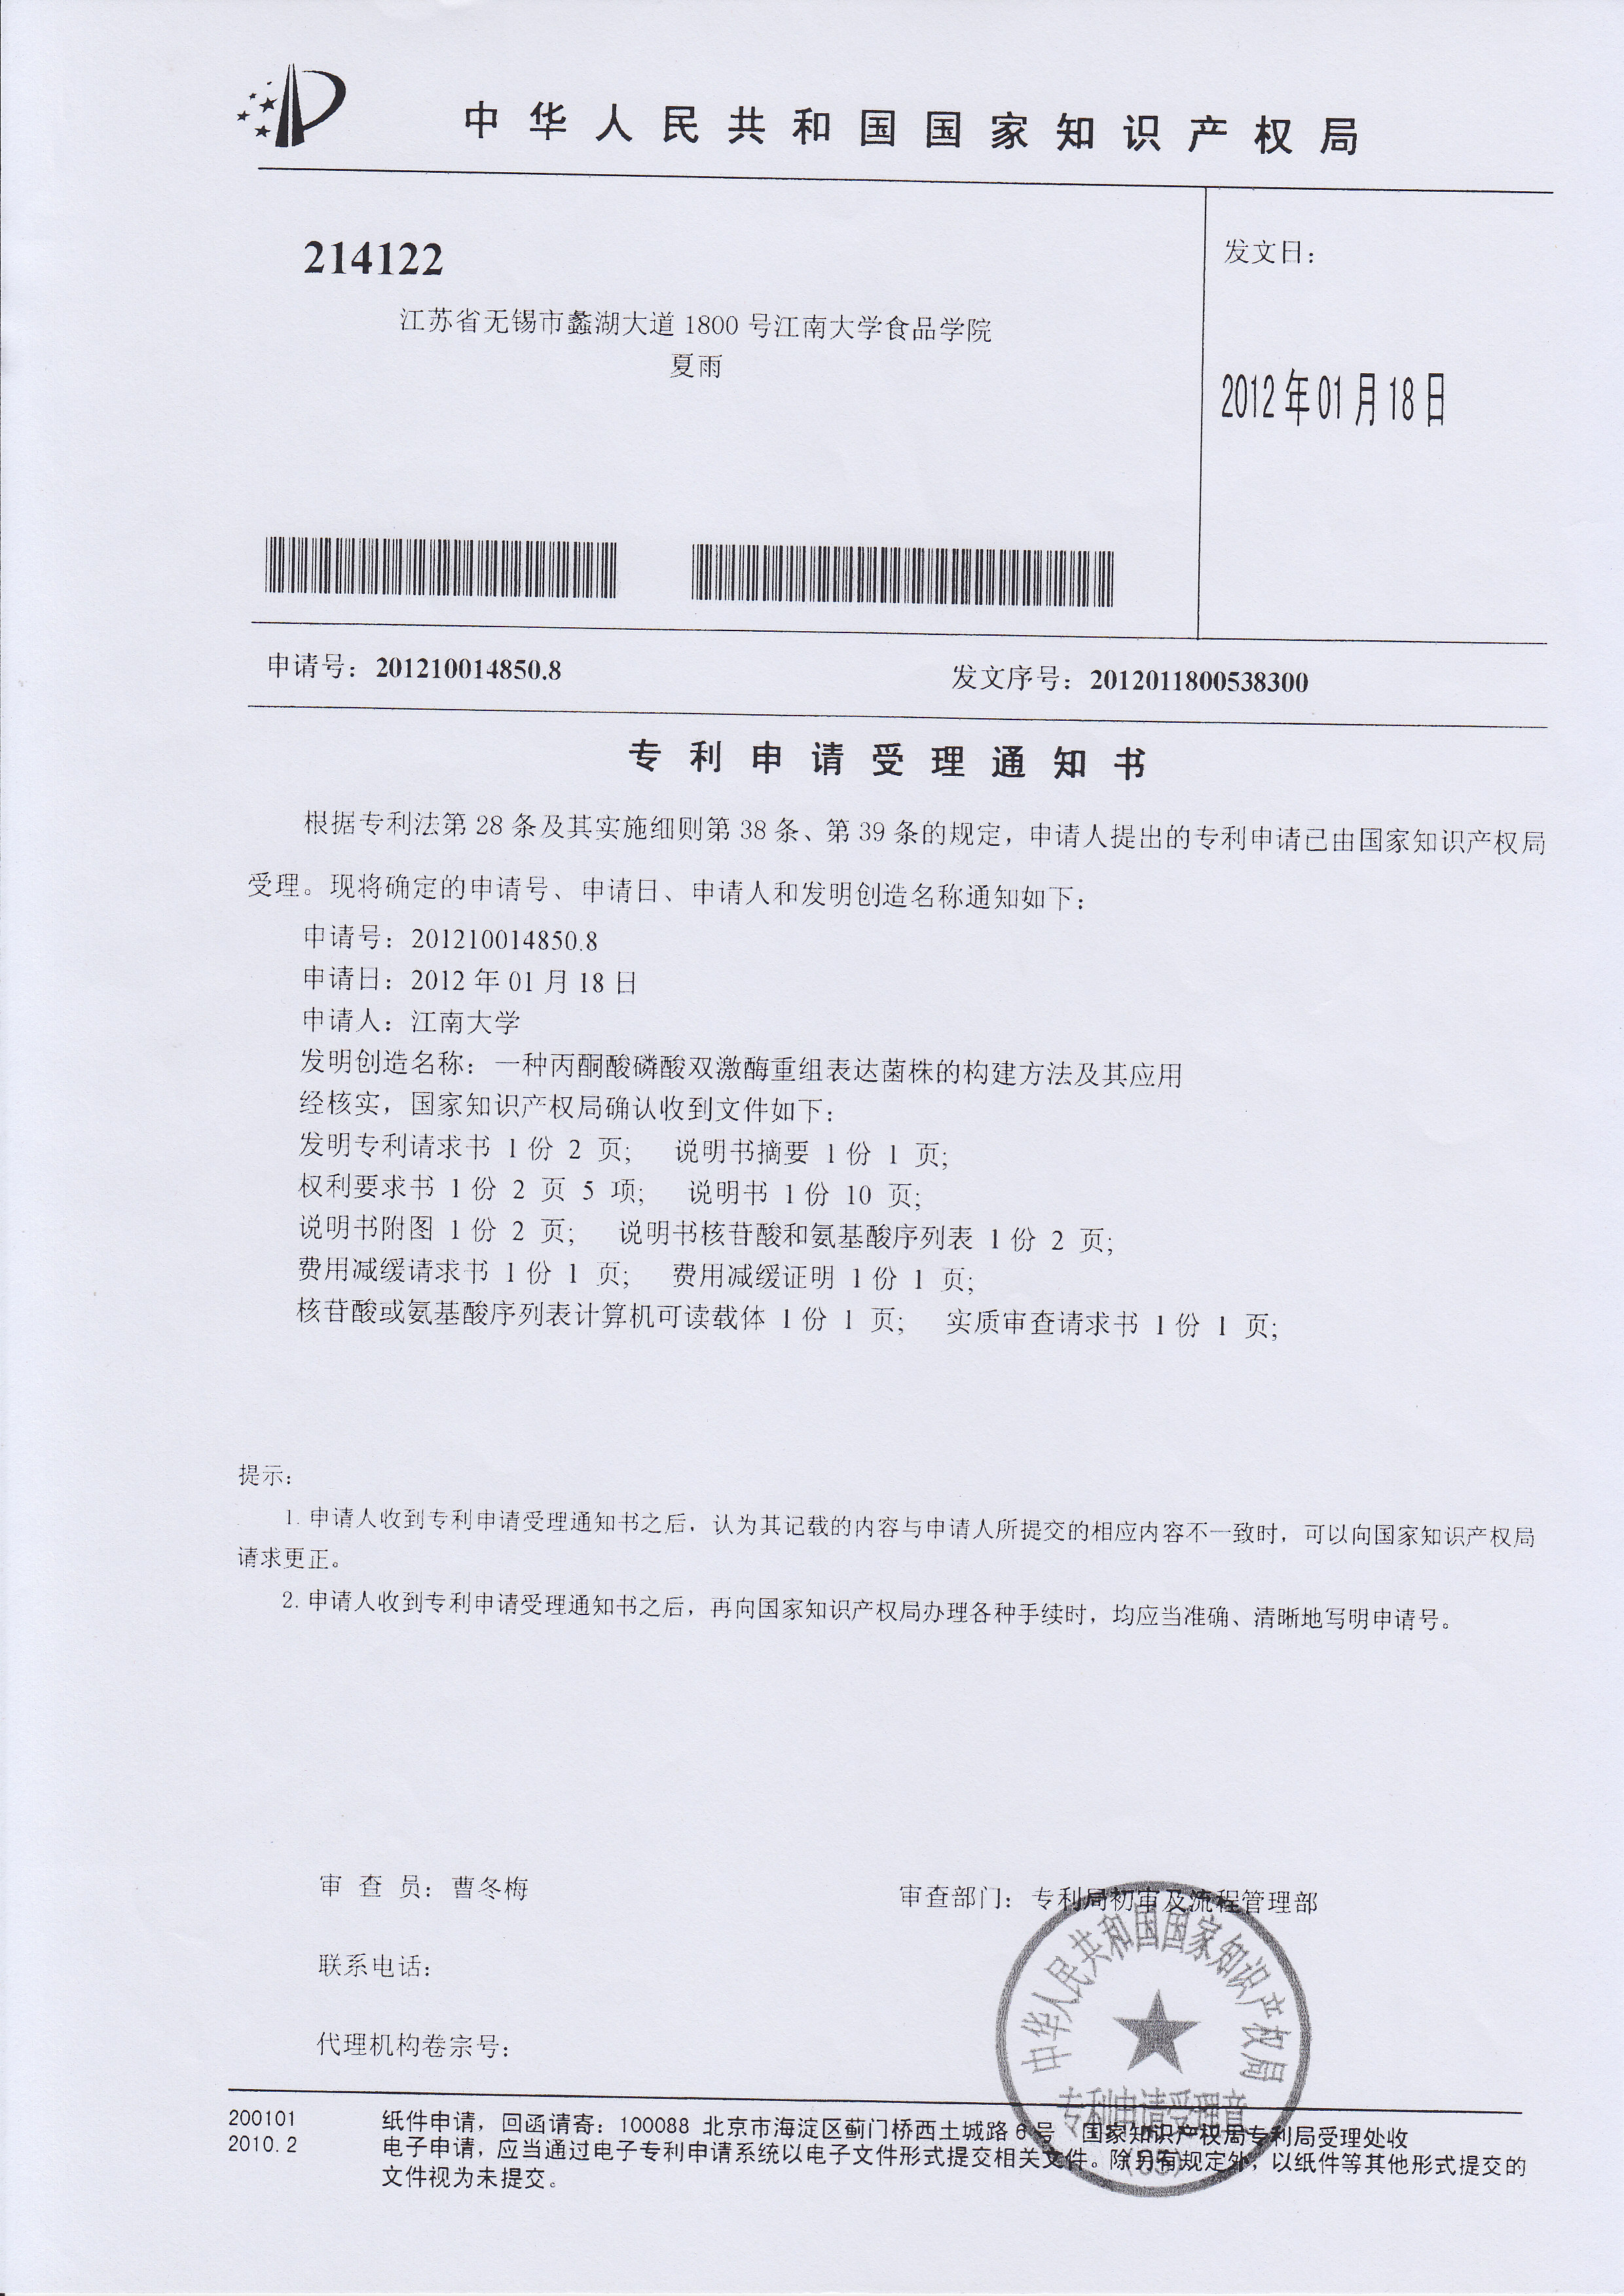 中华人民共和国国家知识产权局
214122
发文日：
江苏省无锡市蠡湖大道 1800 号江南大学食品学院
夏雨
2012年01月18日
申请号：201210014850.8 发文序号：2012011800538300
专利申请受理通知书
根据专利法第 28 条及其实施细则第 38 条、第 39 条的规定，申请人提出的专利申请已由国家知识产权局
受理。现将确定的申请号、申请日、申请人和发明创造名称通知如下：
申请号：201210014850.8
申请日：2012 年 01 月 18 日
申请人：江南大学
发明创造名称：一种丙酮酸磷酸双激酶重组表达菌株的构建方法及其应用
经核实，国家知识产权局确认收到文件如下：
发明专利请求书 1 份 2 页; 说明书摘要 1 份 1 页;
权利要求书 1 份 2 页 5 项; 说明书 1 份 10 页;
说明书附图 1 份 2 页; 说明书核苷酸和氨基酸序列表 1 份 2 页;
费用减缓请求书 1 份 1 页; 费用减缓证明 1 份 1 页;
核苷酸或氨基酸序列表计算机可读载体 1 份 1 页; 实质审查请求书 1 份 1 页;
提示：
1. 申请人收到专利申请受理通知书之后，认为其记载的内容与申请人所提交的相应内容不一致时，可以向国家知识产权局
请求更正。
2. 申请人收到专利申请受理通知书之后，再向国家知识产权局办理各种手续时，均应当准确、清晰地写明申请号。
审 查 员：曹冬梅 审查部门：专利局初审及流程管理部
联系电话：
代理机构卷宗号：
中华人民共和国国家知识产权局
专利申请受理章
200101 纸件申请，回函请寄：100088 北京市海淀区蓟门桥西土城路 6 号 国家知识产权局专利局受理处收
2010.2 电子申请，应当通过电子专利申请系统以电子文件形式提交相关文件。除另有规定外，以纸件等其他形式提交的
文件视为未提交。